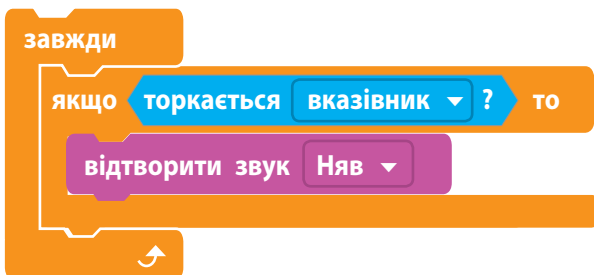 завжди
якщо торкається вказівник ? то
відтворити звук Няв